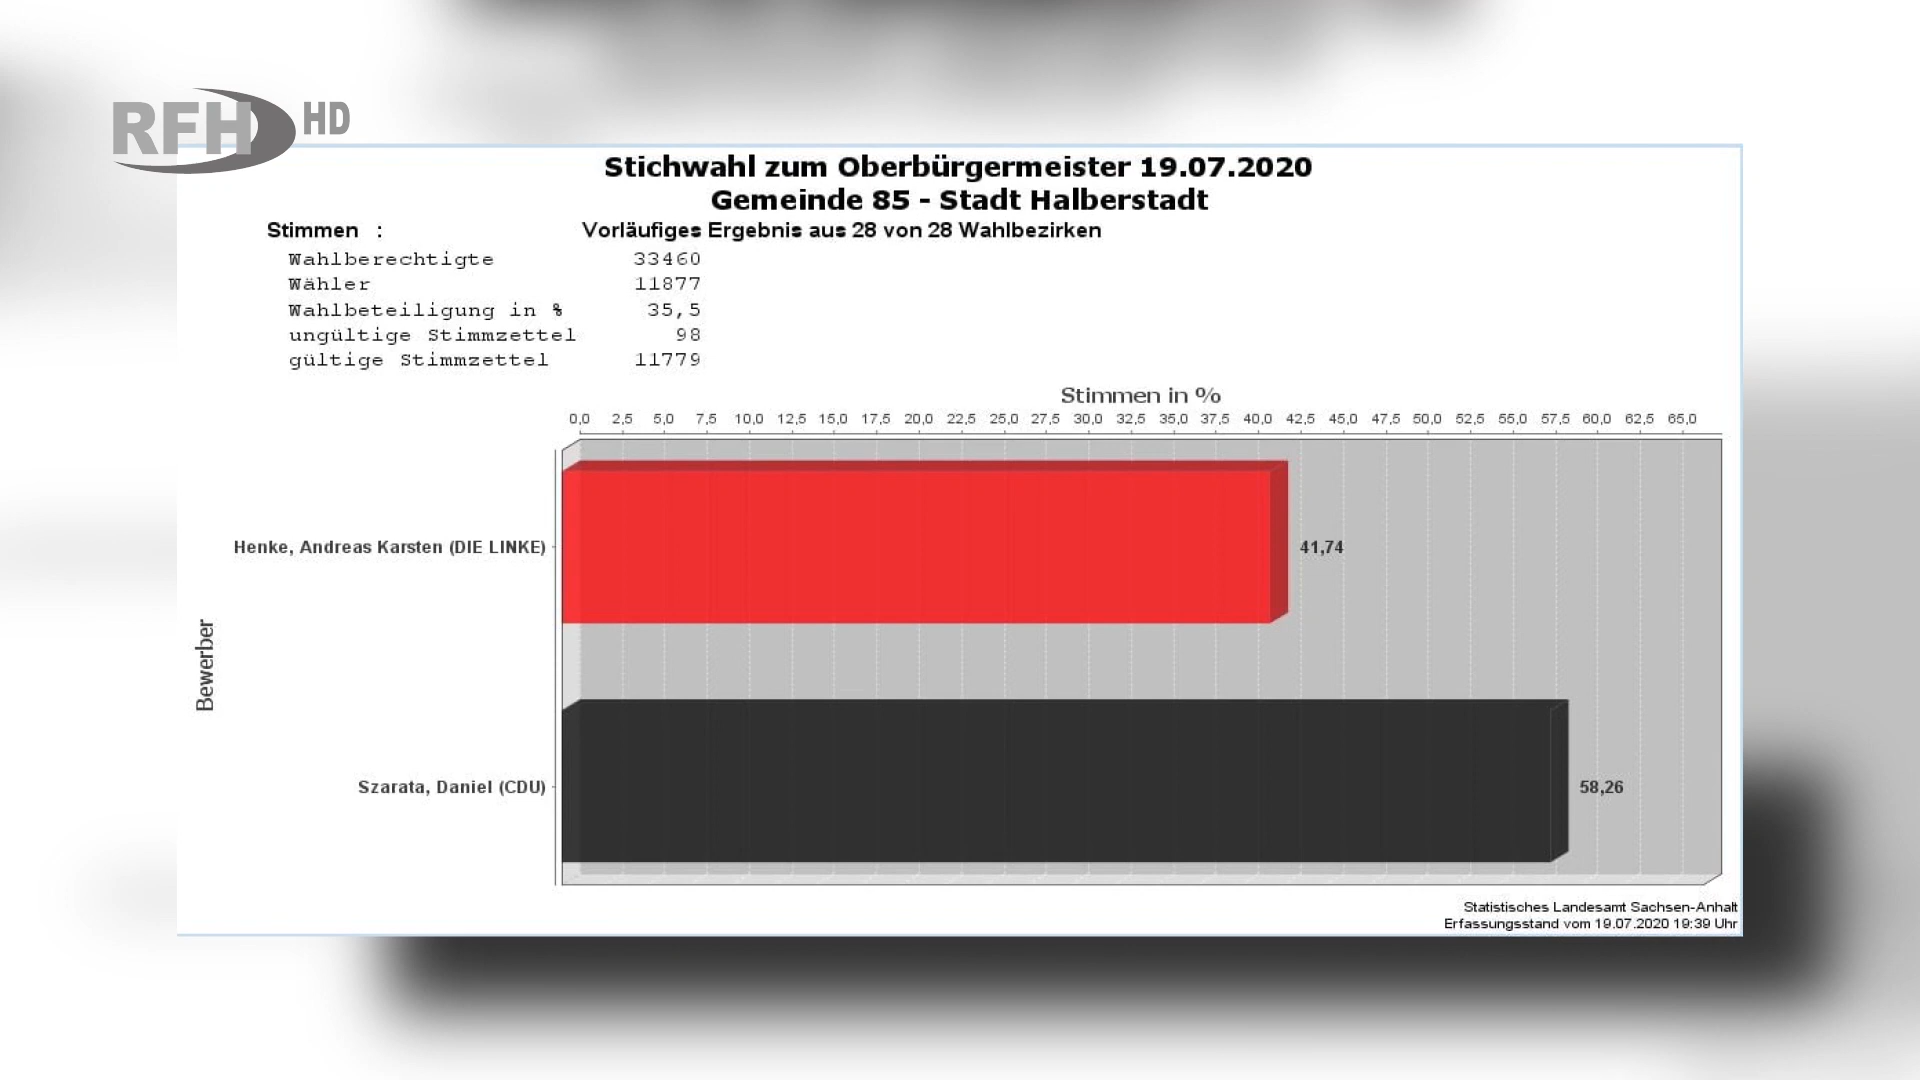 RFH HD
Stichwahl zum Oberbürgermeister 19.07.2020
Gemeinde 85 - Stadt Halberstadt
Stimmen : Vorläufiges Ergebnis aus 28 von 28 Wahlbezirken
Wahlberechtigte 33460
Wähler 11877
Wahlbeteiligung in % 35,5
ungültige Stimmzettel 98
gültige Stimmzettel 11779
Stimmen in %
0,0 2,5 5,0 7,5 10,0 12,5 15,0 17,5 20,0 22,5 25,0 27,5 30,0 32,5 35,0 37,5 40,0 42,5 45,0 47,5 50,0 52,5 55,0 57,5 60,0 62,5 65,0
Henke, Andreas Karsten (DIE LINKE) 41,74
Bewerber
Szarata, Daniel (CDU) 58,26
Statistisches Landesamt Sachsen-Anhalt
Erfassungsstand vom 19.07.2020 19:39 Uhr